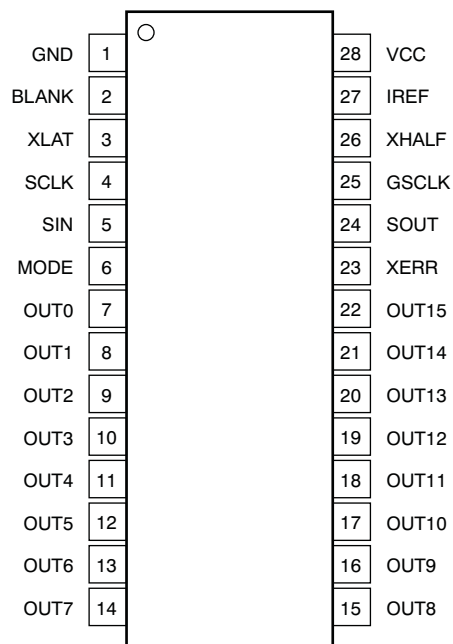 GND 1 28 VCC
BLANK 2 27 IREF
XLAT 3 26 XHALF
SCLK 4 25 GSCLK
SIN 5 24 SOUT
MODE 6 23 XERR
OUT0 7 22 OUT15
OUT1 8 21 OUT14
OUT2 9 20 OUT13
OUT3 10 19 OUT12
OUT4 11 18 OUT11
OUT5 12 17 OUT10
OUT6 13 16 OUT9
OUT7 14 15 OUT8